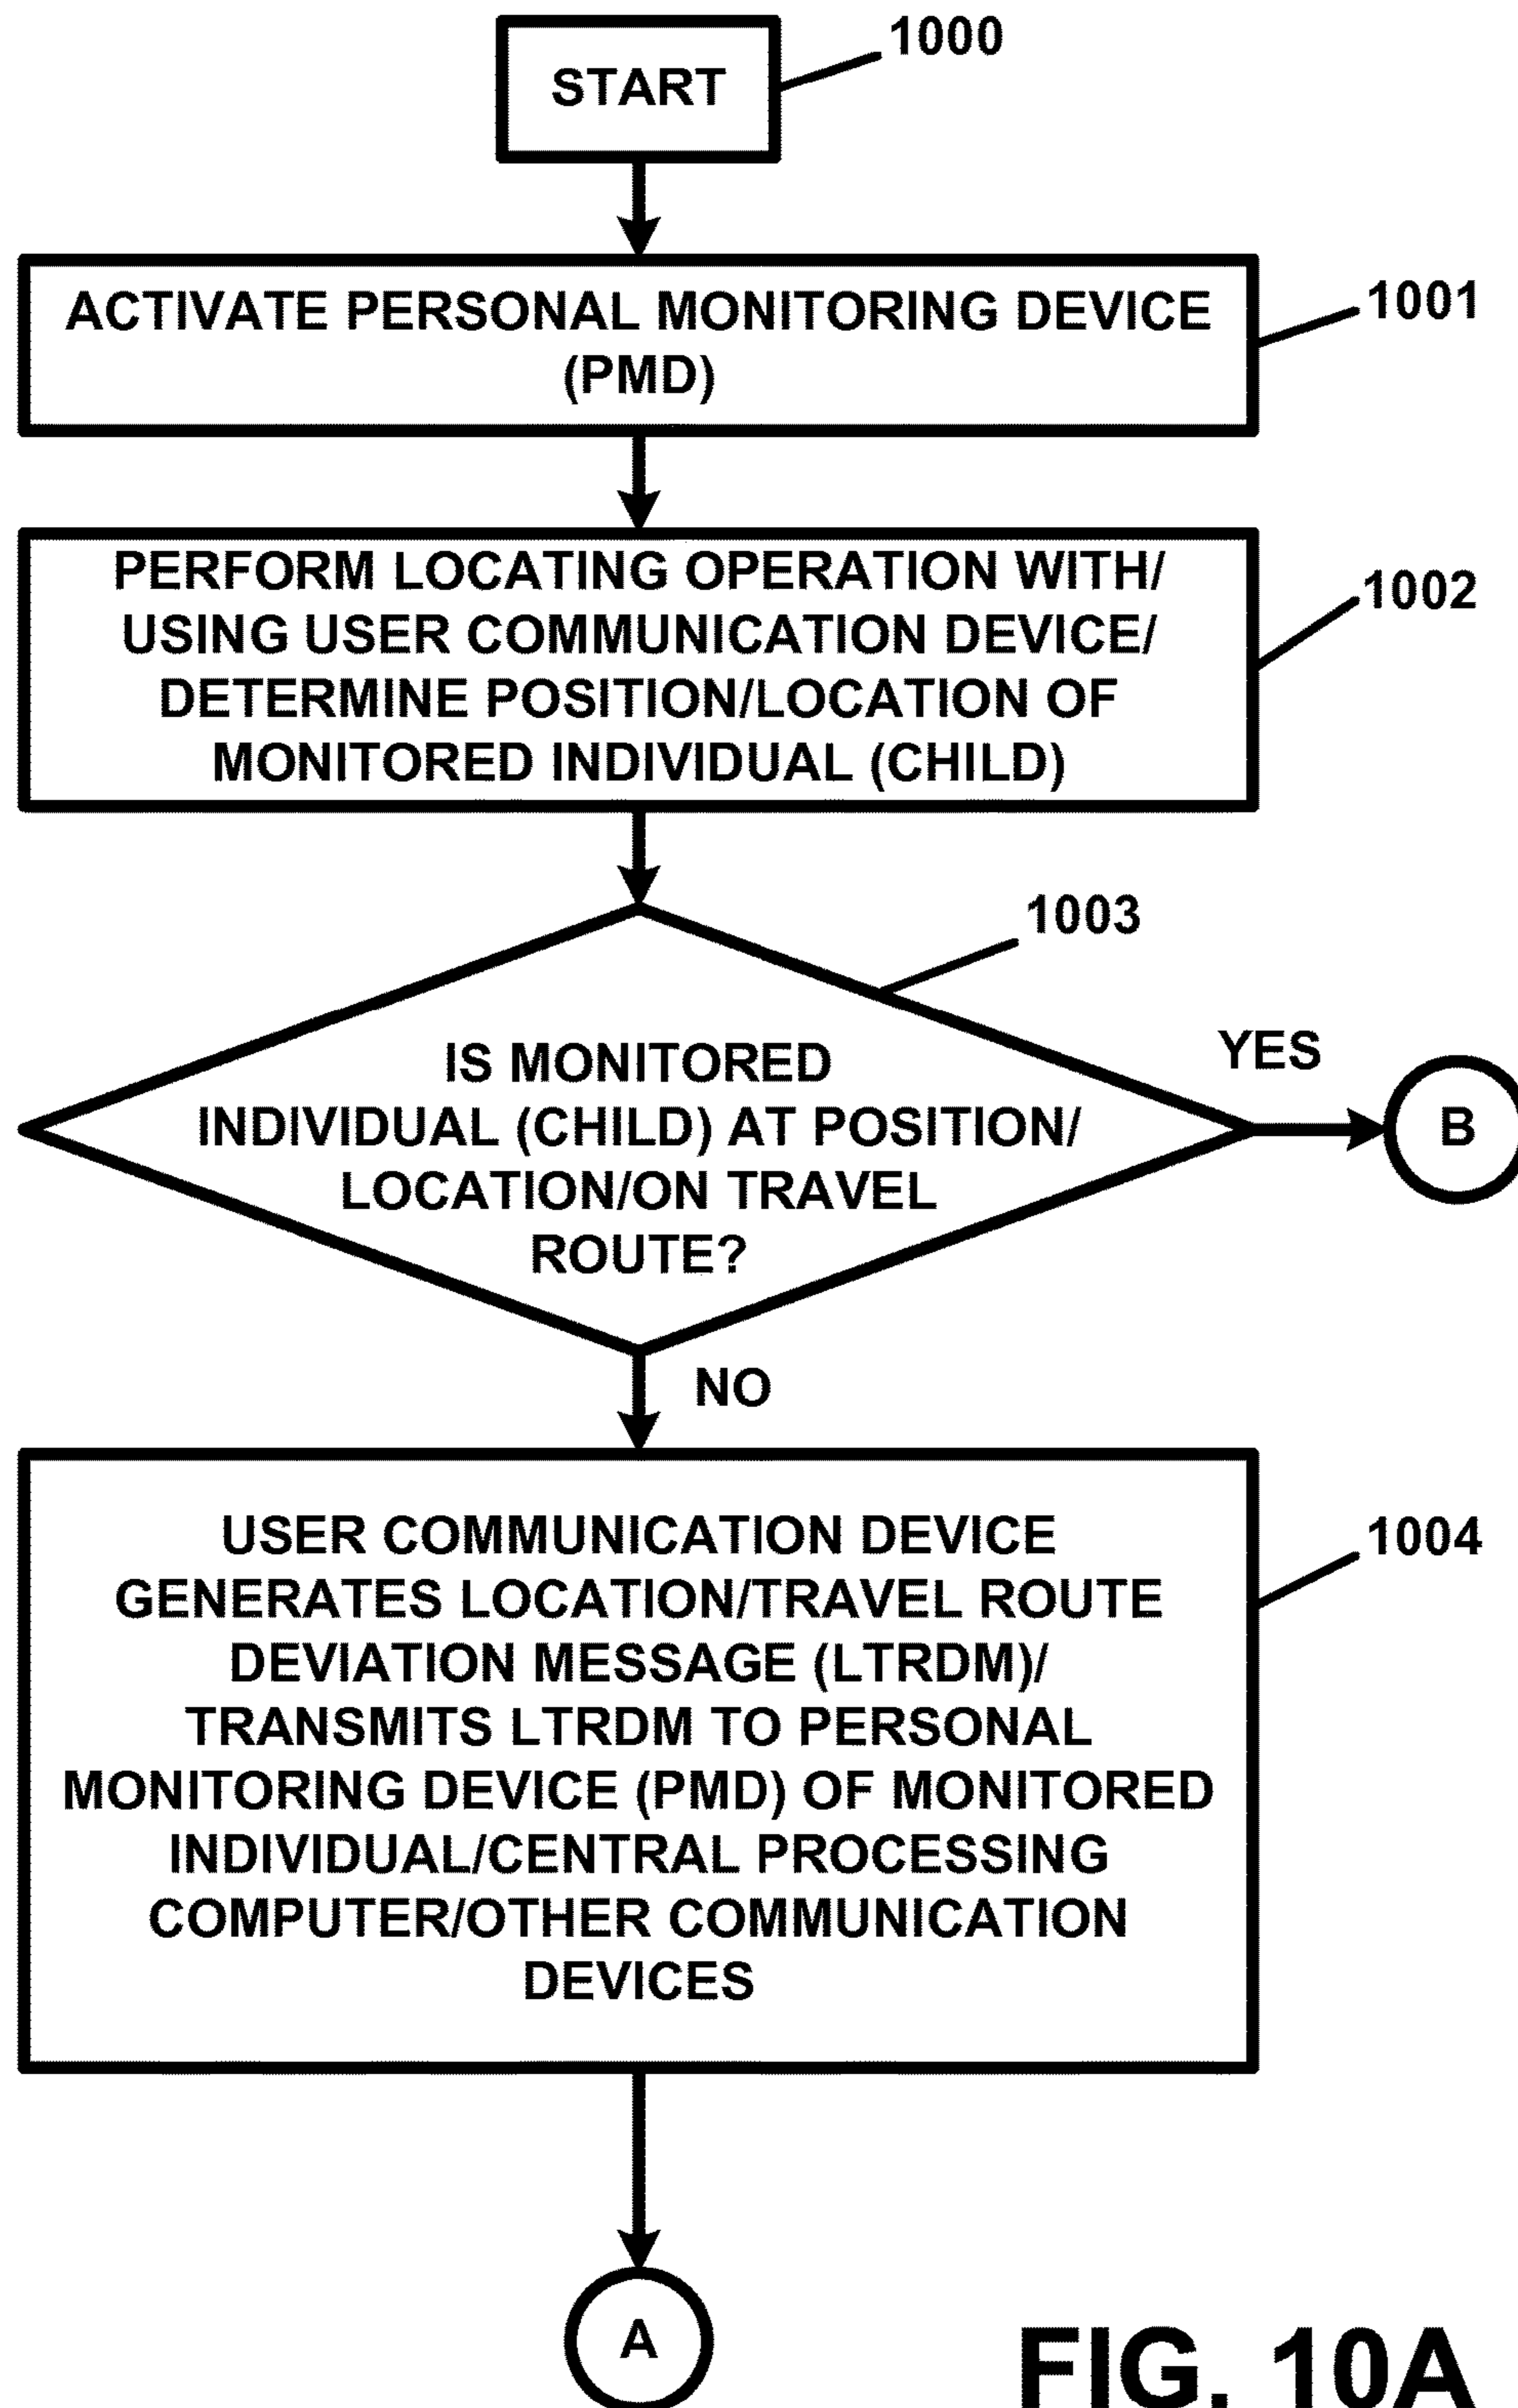 START
1000
ACTIVATE PERSONAL MONITORING DEVICE
(PMD)
1001
PERFORM LOCATING OPERATION WITH/
USING USER COMMUNICATION DEVICE/
DETERMINE POSITION/LOCATION OF
MONITORED INDIVIDUAL (CHILD)
1002
1003
IS MONITORED
INDIVIDUAL (CHILD) AT POSITION/
LOCATION/ON TRAVEL
ROUTE?
YES
B
NO
USER COMMUNICATION DEVICE
GENERATES LOCATION/TRAVEL ROUTE
DEVIATION MESSAGE (LTRDM)/
TRANSMITS LTRDM TO PERSONAL
MONITORING DEVICE (PMD) OF MONITORED
INDIVIDUAL/CENTRAL PROCESSING
COMPUTER/OTHER COMMUNICATION
DEVICES
1004
A
FIG. 10A